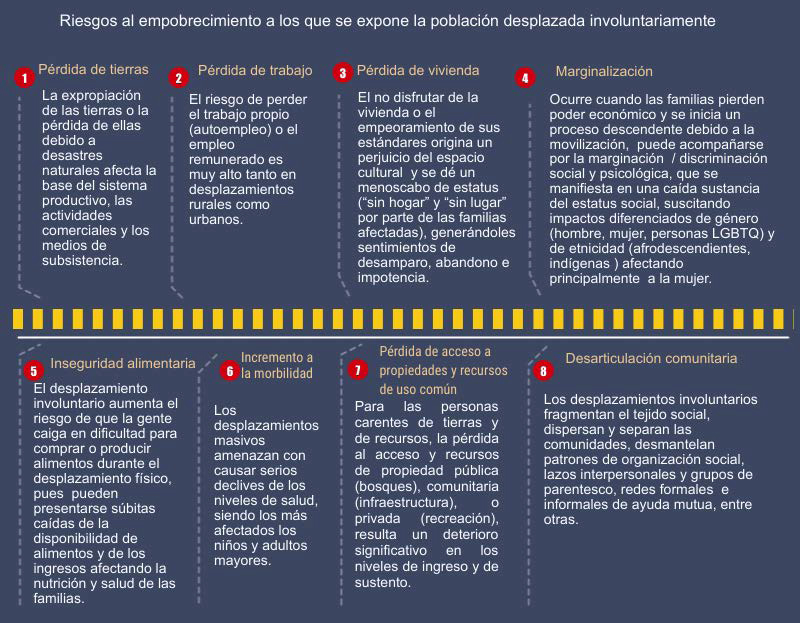 Riesgos al empobrecimiento a los que se expone la población desplazada involuntariamente
1
Pérdida de tierras
La expropiación
de las tierras o la
pérdida de ellas
debido a
desastres
naturales afecta la
base del sistema
productivo, las
actividades
comerciales y los
medios de
subsistencia.
2
Pérdida de trabajo
El riesgo de perder
el trabajo propio
(autoempleo) o el
empleo
remunerado es
muy alto tanto en
desplazamientos
rurales como
urbanos.
3
Pérdida de vivienda
El no disfrutar de la
vivienda o el
empeoramiento de sus
estándares origina un
perjuicio del espacio
cultural y se dé un
menoscabo de estatus
(“sin hogar” y “sin lugar”
por parte de las familias
afectadas), generándoles
sentimientos de
desamparo, abandono e
impotencia.
4
Marginalización
Ocurre cuando las familias pierden
poder económico y se inicia un
proceso descendente debido a la
movilización, puede acompañarse
por la marginación / discriminación
social y psicológica, que se
manifiesta en una caída sustancia
del estatus social, suscitando
impactos diferenciados de género
(hombre, mujer, personas LGBTQ) y
de etnicidad (afrodescendientes,
indígenas ) afectando
principalmente a la mujer.
5
Inseguridad alimentaria
El desplazamiento
involuntario aumenta el
riesgo de que la gente
caiga en dificultad para
comprar o producir
alimentos durante el
desplazamiento físico,
pues pueden
presentarse súbitas
caídas de la
disponibilidad de
alimentos y de los
ingresos afectando la
nutrición y salud de las
familias.
6
Incremento a
la morbilidad
Los
desplazamientos
masivos
amenazan con
causar serios
declives de los
niveles de salud,
siendo los más
afectados los
niños y adultos
mayores.
7
Pérdida de acceso a
propiedades y recursos
de uso común
Para las personas
carentes de tierras y
de recursos, la pérdida
al acceso y recursos
de propiedad pública
(bosques), comunitaria
(infraestructura), o
privada (recreación),
resulta un deterioro
significativo en los
niveles de ingreso y de
sustento.
8
Desarticulación comunitaria
Los desplazamientos involuntarios
fragmentan el tejido social,
dispersan y separan las
comunidades, desmantelan
patrones de organización social,
lazos interpersonales y grupos de
parentesco, redes formales e
informales de ayuda mutua, entre
otras.